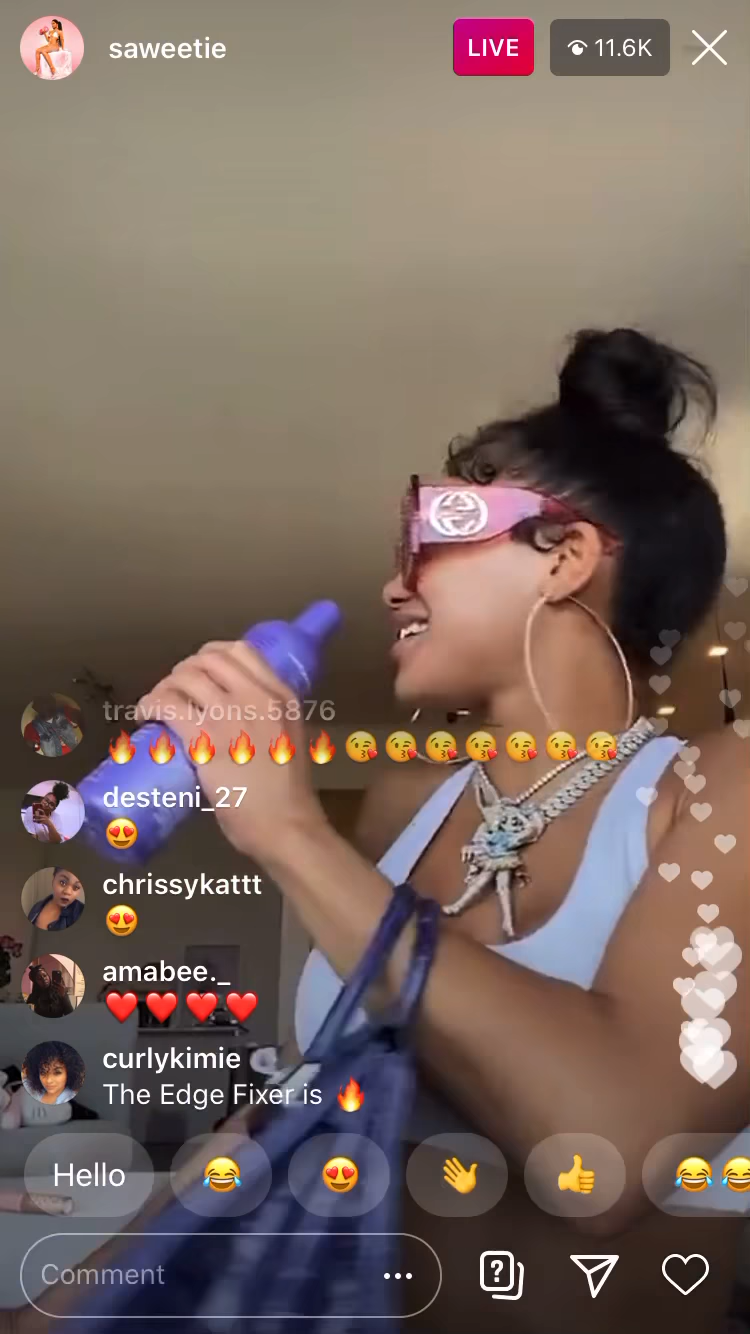 saweetie
LIVE
11.6K
travis.lyons.5876
🔥🔥🔥🔥🔥🔥😘😘😘😘😘😘😘
desteni_27
😍
chrissykattt
😍
amabee._
❤️❤️❤️❤️
curlykimie
The Edge Fixer is 🔥
Hello 😂 😍 👋 👍 😂😂
Comment